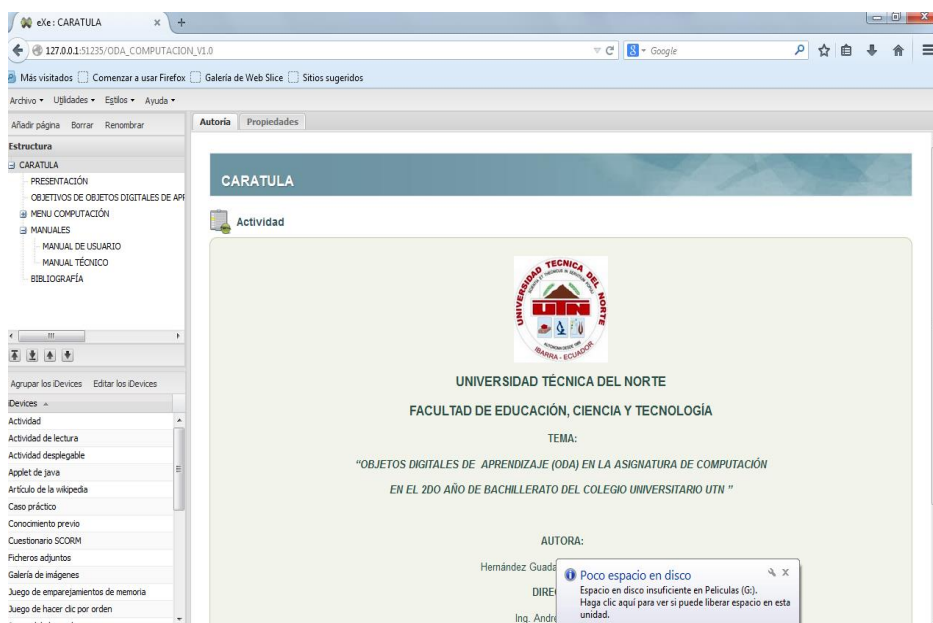 eXe : CARATULA
127.0.0.1:51235/ODA_COMPUTACION_V1.0
Google
Más visitados Comenzar a usar Firefox Galería de Web Slice Sitios sugeridos
Archivo Utilidades Estilos Ayuda
Añadir página Borrar Renombrar
Estructura
CARATULA
PRESENTACIÓN
OBJETIVOS DE OBJETOS DIGITALES DE APR
MENU COMPUTACIÓN
MANUALES
MANUAL DE USUARIO
MANUAL TÉCNICO
BIBLIOGRAFÍA
Agrupar los iDevices Editar los iDevices
iDevices
Actividad
Actividad de lectura
Actividad desplegable
Applet de java
Artículo de la wikipedia
Caso práctico
Conocimiento previo
Cuestionario SCORM
Ficheros adjuntos
Galería de imágenes
Juego de emparejamientos de memoria
Juego de hacer clic por orden
Autoría Propiedades
CARATULA
Actividad
UNIVERSIDAD TECNICA DEL NORTE
UTN
IBARRA - ECUADOR
UNIVERSIDAD TÉCNICA DEL NORTE
FACULTAD DE EDUCACIÓN, CIENCIA Y TECNOLOGÍA
TEMA:
“OBJETOS DIGITALES DE APRENDIZAJE (ODA) EN LA ASIGNATURA DE COMPUTACIÓN
EN EL 2DO AÑO DE BACHILLERATO DEL COLEGIO UNIVERSITARIO UTN ”
AUTORA:
Hernández Guada
DIRE
Ing. Andre
Poco espacio en disco
Espacio en disco insuficiente en Peliculas (G:).
Haga clic aquí para ver si puede liberar espacio en esta
unidad.